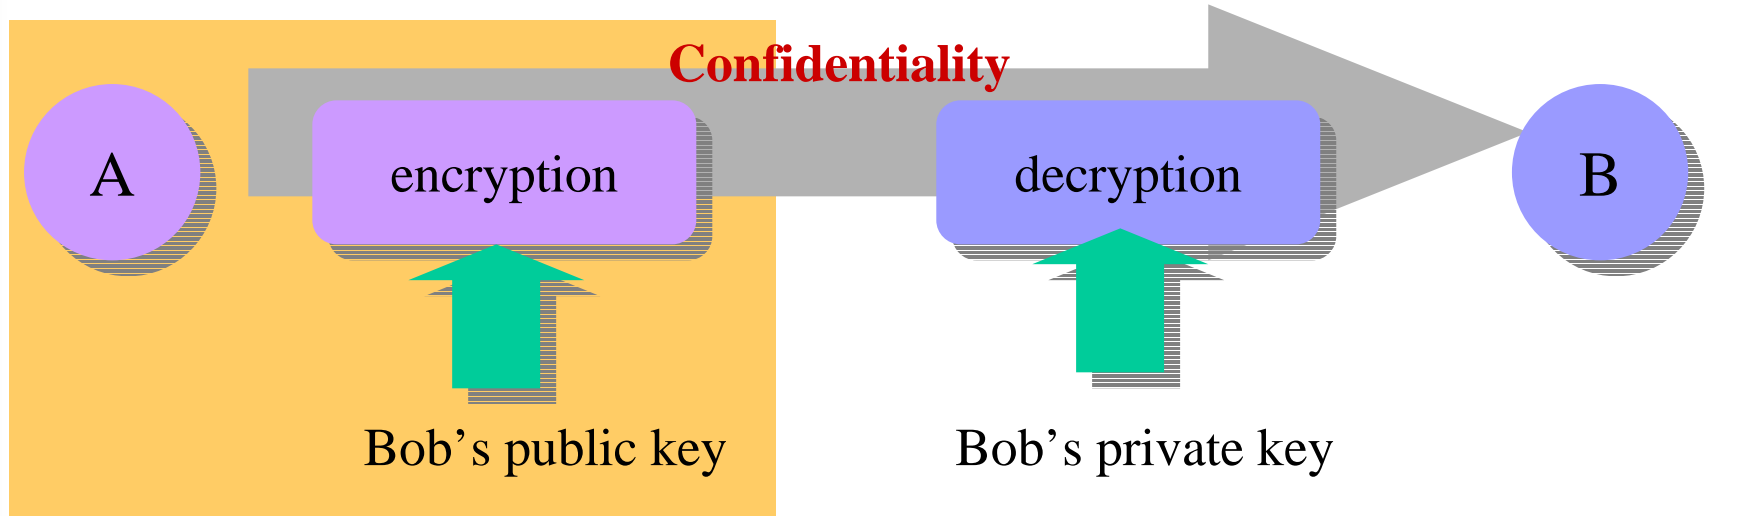 Confidentiality
A
encryption
decryption
B
Bob’s public key
Bob’s private key